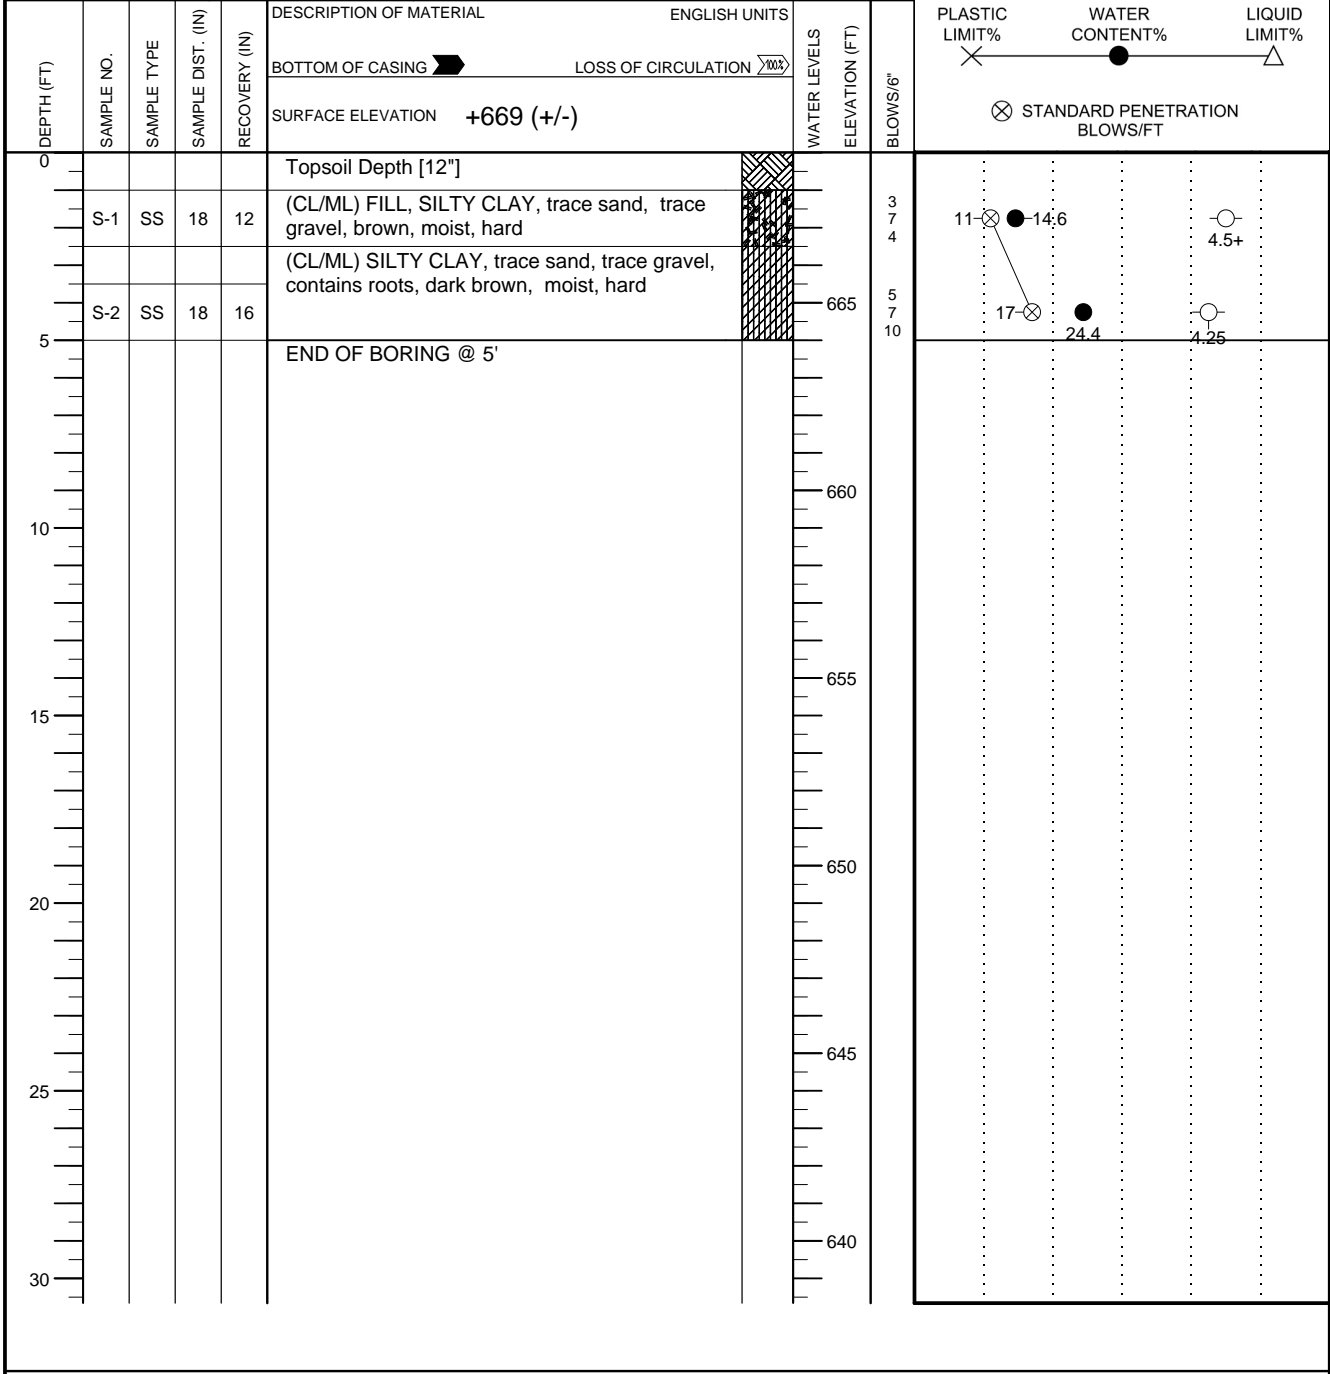 DESCRIPTION OF MATERIAL ENGLISH UNITS
BOTTOM OF CASING LOSS OF CIRCULATION 100%
SURFACE ELEVATION +669 (+/-)
DEPTH (FT)
SAMPLE NO.
SAMPLE TYPE
SAMPLE DIST. (IN)
RECOVERY (IN)
WATER LEVELS
ELEVATION (FT)
BLOWS/6"
PLASTIC WATER LIQUID
LIMIT% CONTENT% LIMIT%
STANDARD PENETRATION
BLOWS/FT
0 Topsoil Depth [12"]
S-1 SS 18 12
(CL/ML) FILL, SILTY CLAY, trace sand, trace
gravel, brown, moist, hard
3
7
4
11 14.6
4.5+
(CL/ML) SILTY CLAY, trace sand, trace gravel,
contains roots, dark brown, moist, hard
S-2 SS 18 16
665
5
7
10
17
24.4 4.25
5 END OF BORING @ 5'
660
10
655
15
650
20
645
25
640
30